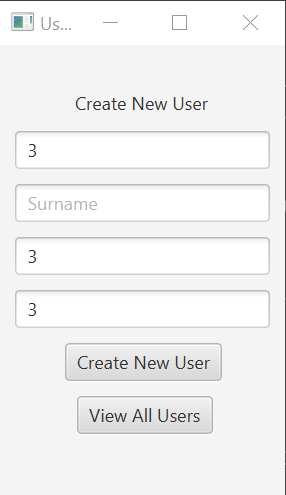 Us...
Create New User
3
Surname
3
3
Create New User
View All Users